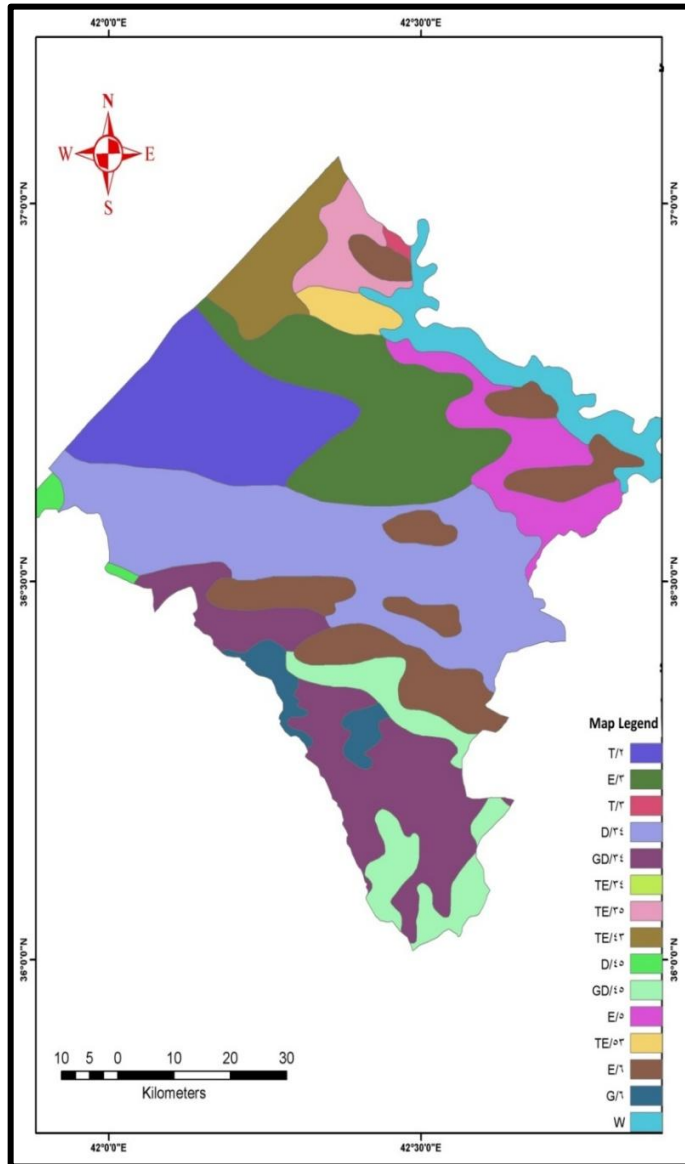 42°0'0"E 42°30'0"E
N
W E
S
37°0'0"N 37°0'0"N
36°30'0"N 36°30'0"N
36°0'0"N 36°0'0"N
Map Legend
T/٢
E/٣
T/٣
D/٣٤
GD/٣٤
TE/٣٤
TE/٣٥
TE/٤٣
D/٤٥
GD/٤٥
E/٥
TE/٥٣
E/٦
G/٦
W
10 5 0 10 20 30
Kilometers
42°0'0"E 42°30'0"E